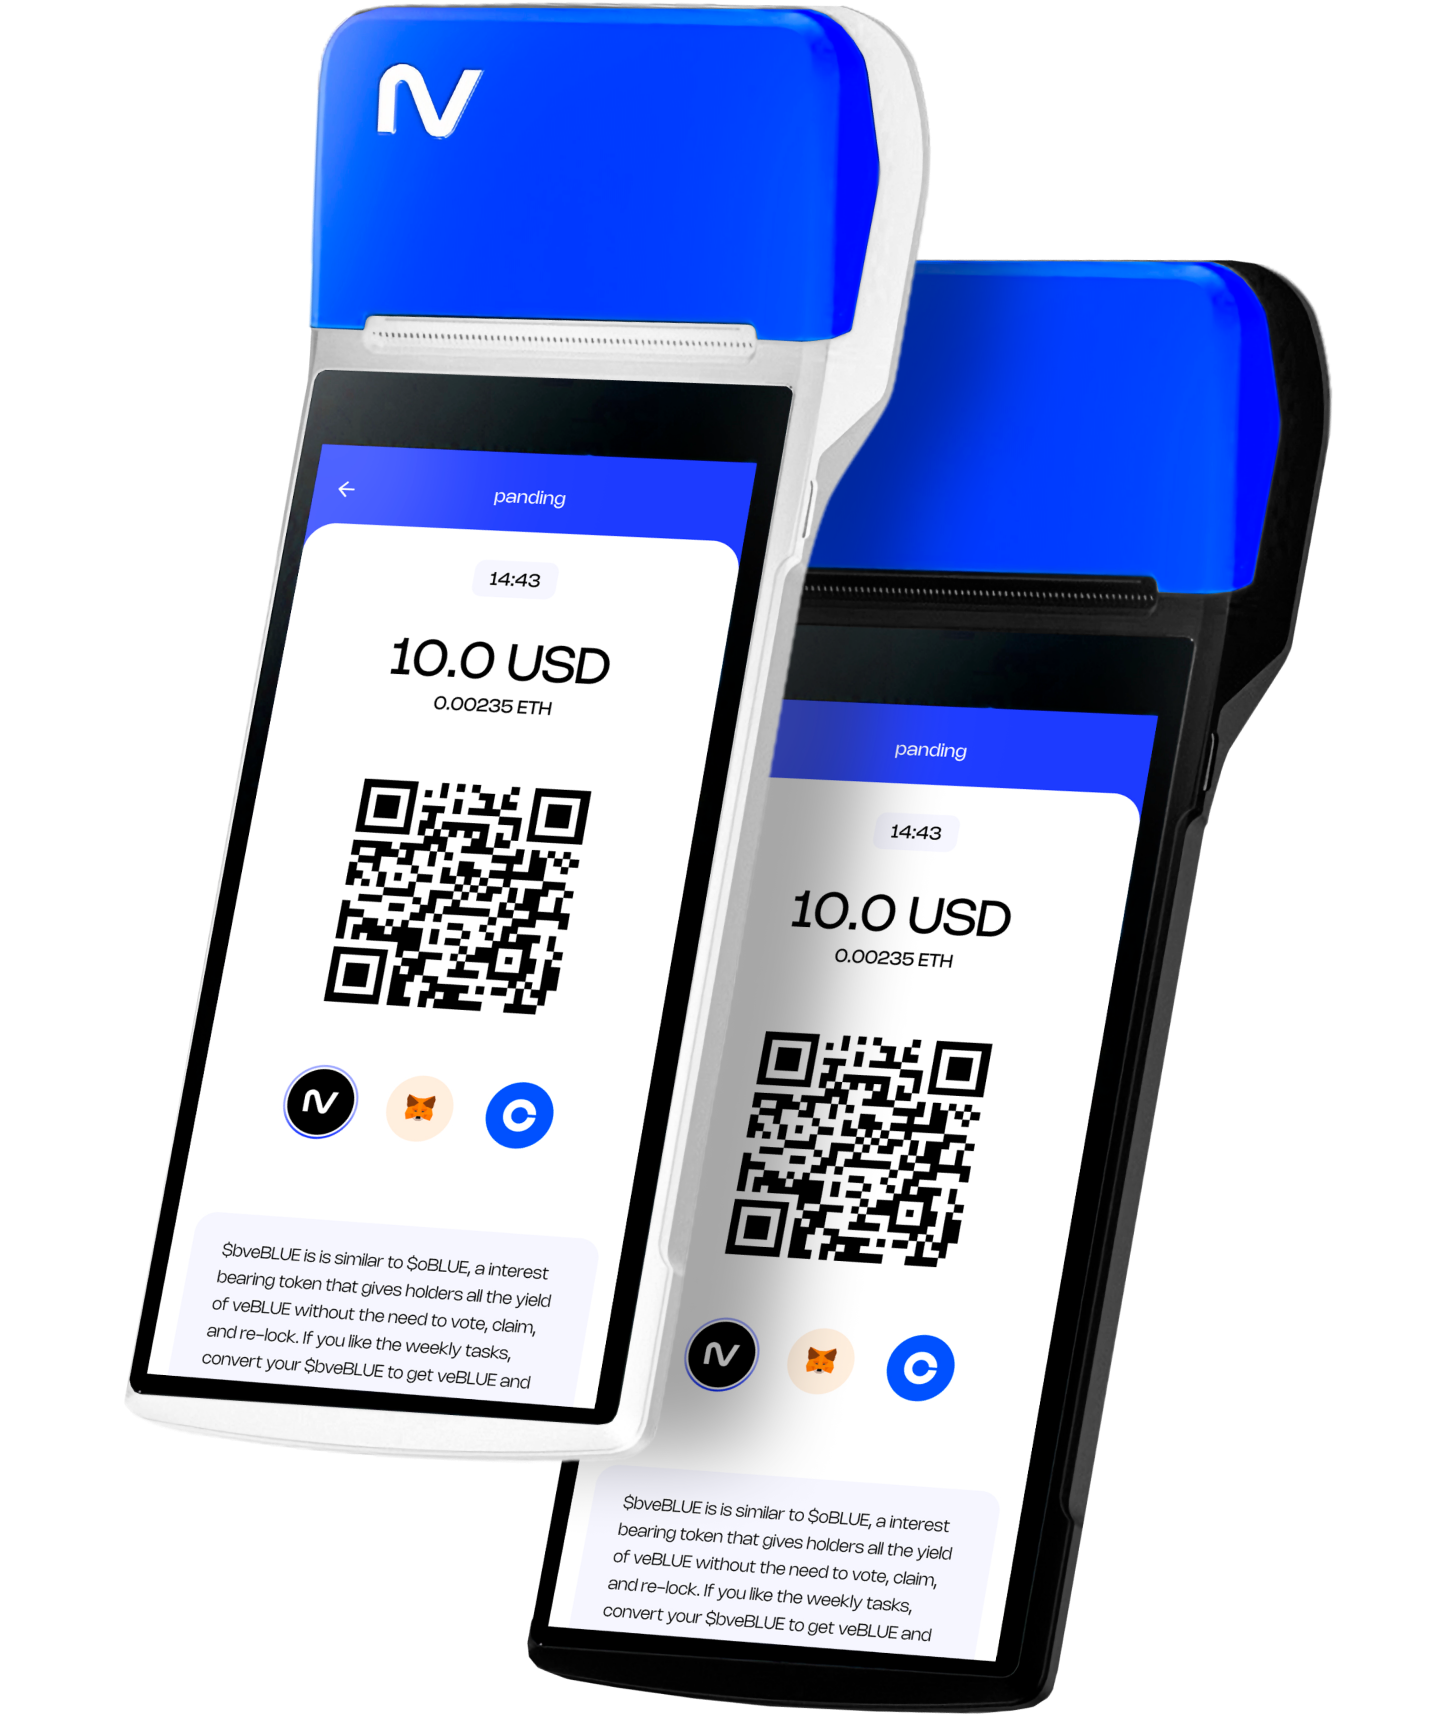 panding
14:43
10.0 USD
0.00235 ETH
$bveBLUE is is similar to $oBLUE, a interest
bearing token that gives holders all the yield
of veBLUE without the need to vote, claim,
and re-lock. If you like the weekly tasks,
convert your $bveBLUE to get veBLUE and
panding
14:43
10.0 USD
0.00235 ETH
$bveBLUE is is similar to $oBLUE, a interest
bearing token that gives holders all the yield
of veBLUE without the need to vote, claim,
and re-lock. If you like the weekly tasks,
convert your $bveBLUE to get veBLUE and